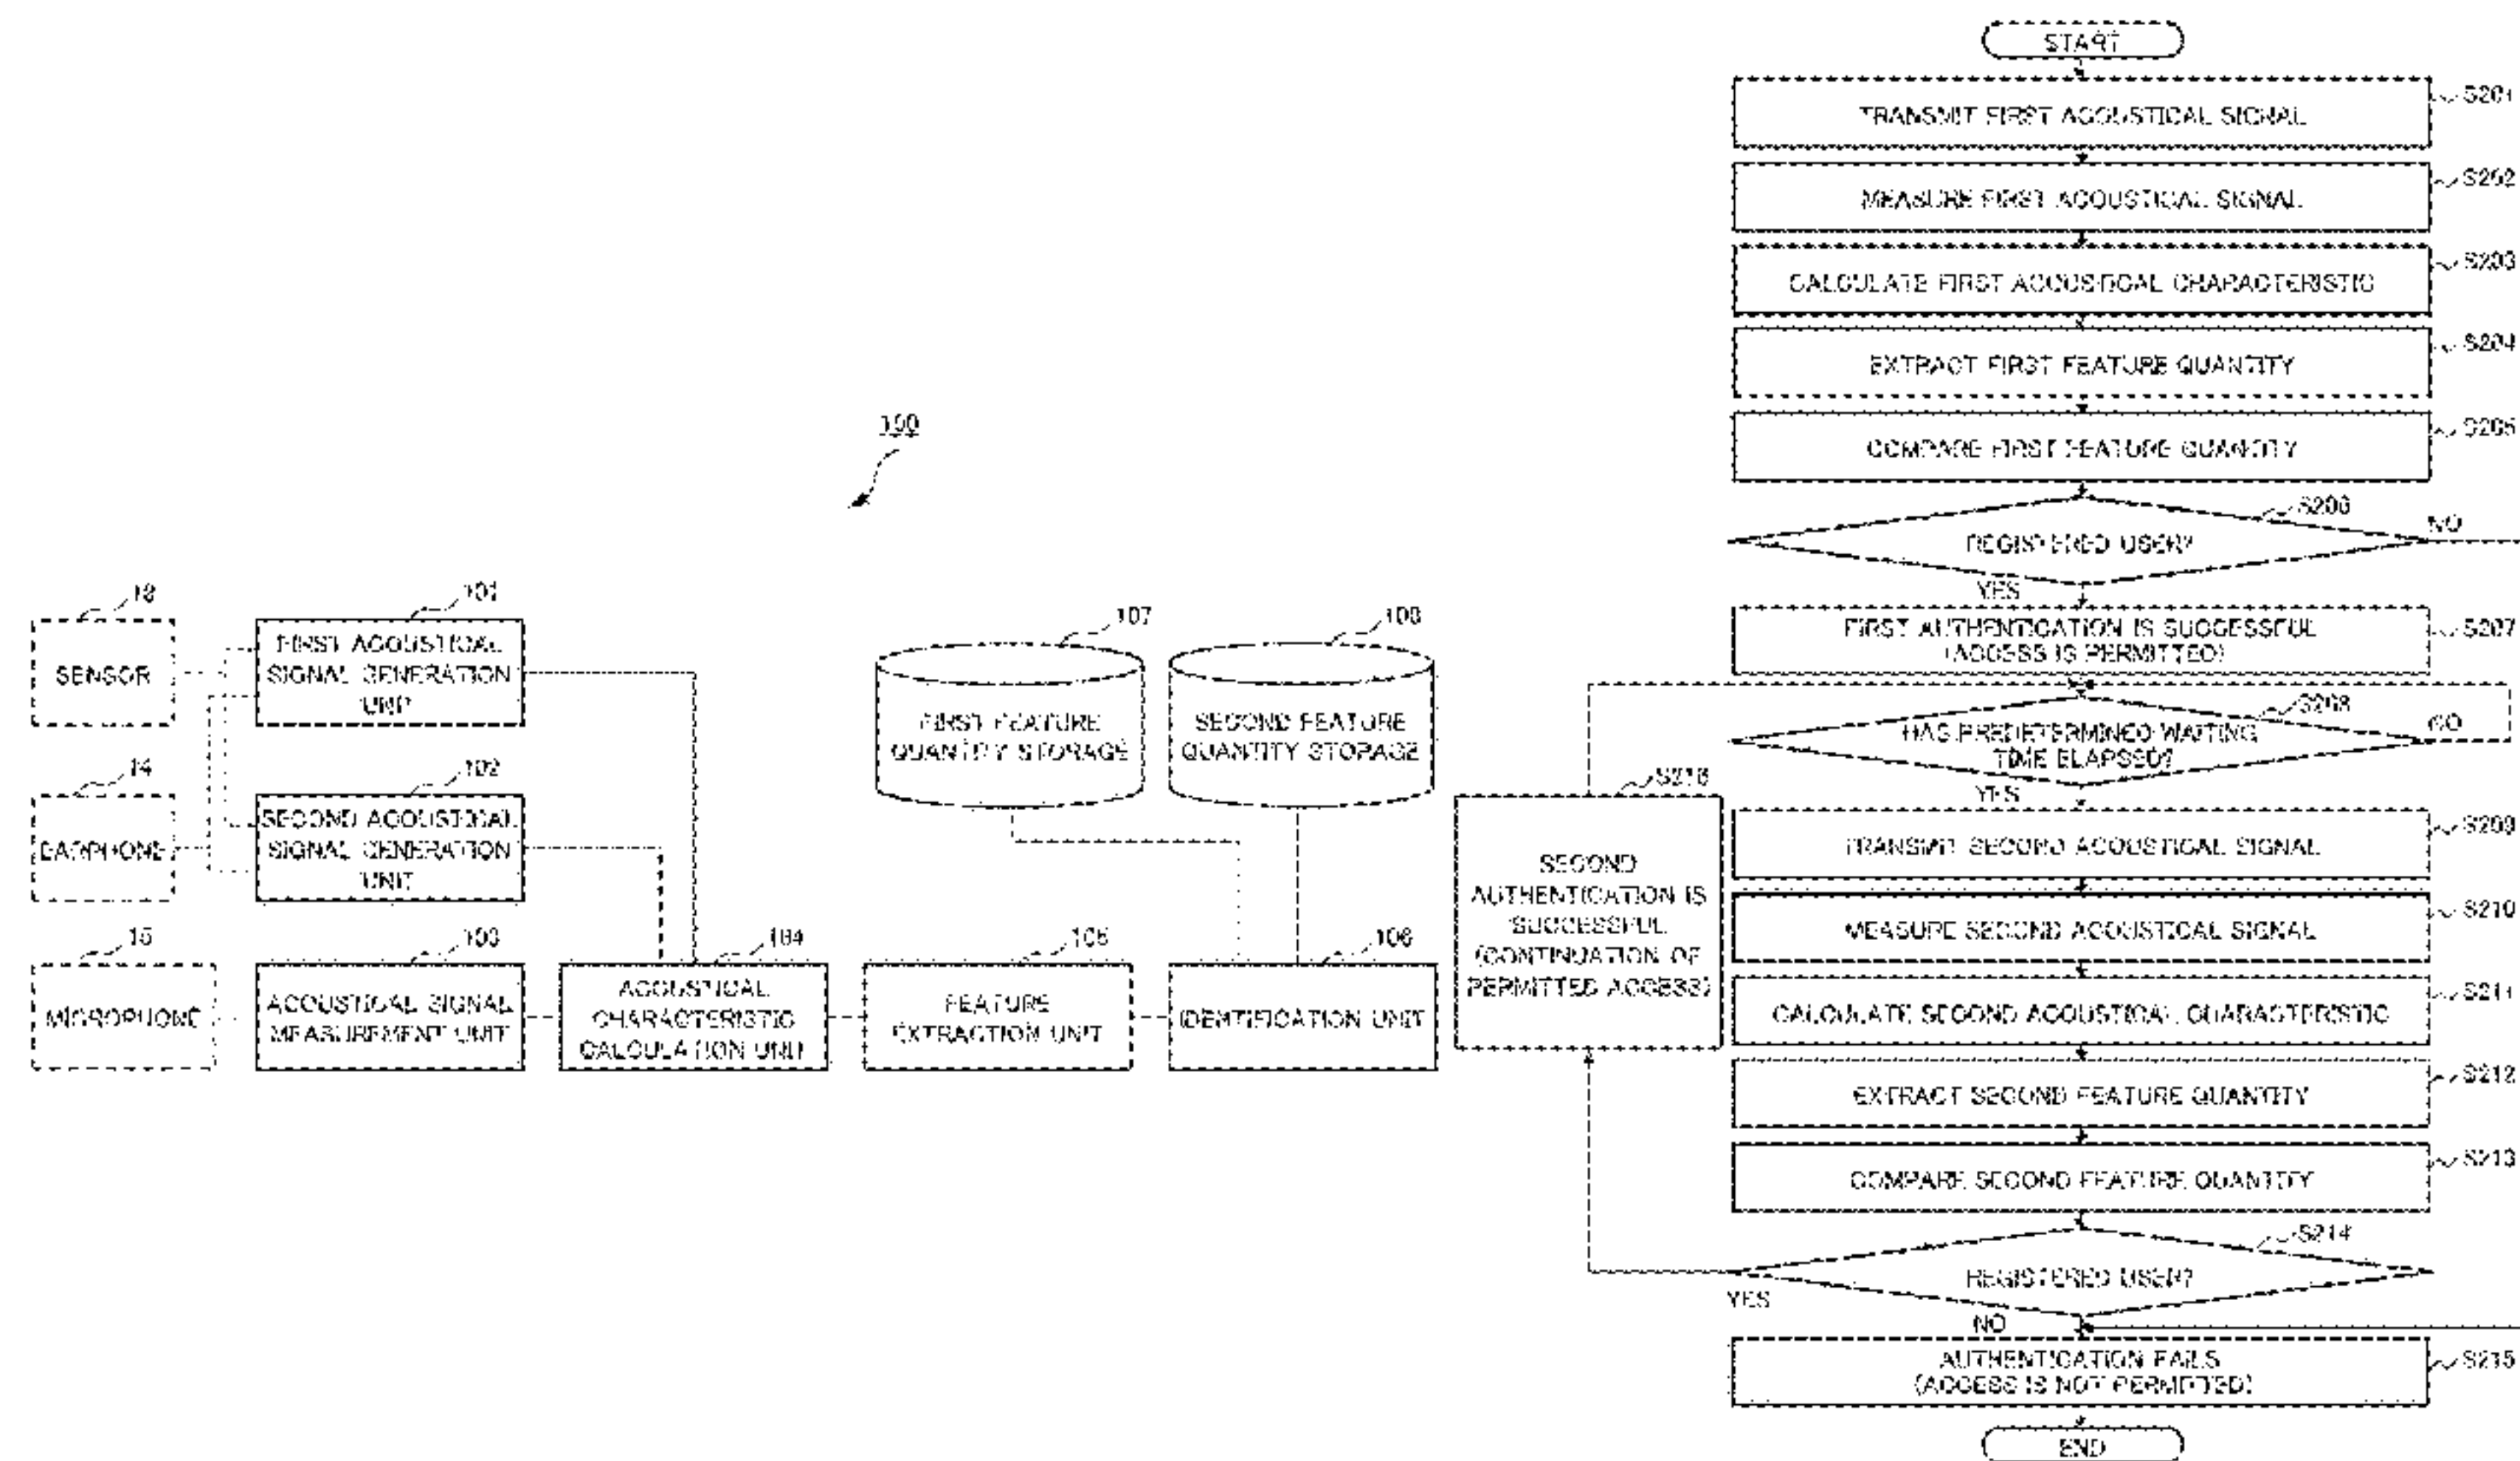 100
13
SENSOR
14
EARPHONE
15
MICROPHONE
101
FIRST ACOUSTICAL
SIGNAL GENERATION
UNIT
102
SECOND ACOUSTICAL
SIGNAL GENERATION
UNIT
103
ACOUSTICAL SIGNAL
MEASUREMENT UNIT
104
ACOUSTICAL
CHARACTERISTIC
CALCULATION UNIT
105
FEATURE
EXTRACTION UNIT
106
IDENTIFICATION UNIT
107
FIRST FEATURE
QUANTITY STORAGE
108
SECOND FEATURE
QUANTITY STORAGE
START
TRANSMIT FIRST ACOUSTICAL SIGNAL
S201
MEASURE FIRST ACOUSTICAL SIGNAL
S202
CALCULATE FIRST ACOUSTICAL CHARACTERISTIC
S203
EXTRACT FIRST FEATURE QUANTITY
S204
COMPARE FIRST FEATURE QUANTITY
S205
REGISTERED USER?
S206
NO
YES
FIRST AUTHENTICATION IS SUCCESSFUL
(ACCESS IS PERMITTED)
S207
HAS PREDETERMINED WAITING
TIME ELAPSED?
S208
NO
YES
TRANSMIT SECOND ACOUSTICAL SIGNAL
S209
MEASURE SECOND ACOUSTICAL SIGNAL
S210
CALCULATE SECOND ACOUSTICAL CHARACTERISTIC
S211
EXTRACT SECOND FEATURE QUANTITY
S212
COMPARE SECOND FEATURE QUANTITY
S213
REGISTERED USER?
S214
YES
NO
S216
SECOND
AUTHENTICATION IS
SUCCESSFUL
(CONTINUATION OF
PERMITTED ACCESS)
AUTHENTICATION FAILS
(ACCESS IS NOT PERMITTED)
S215
END